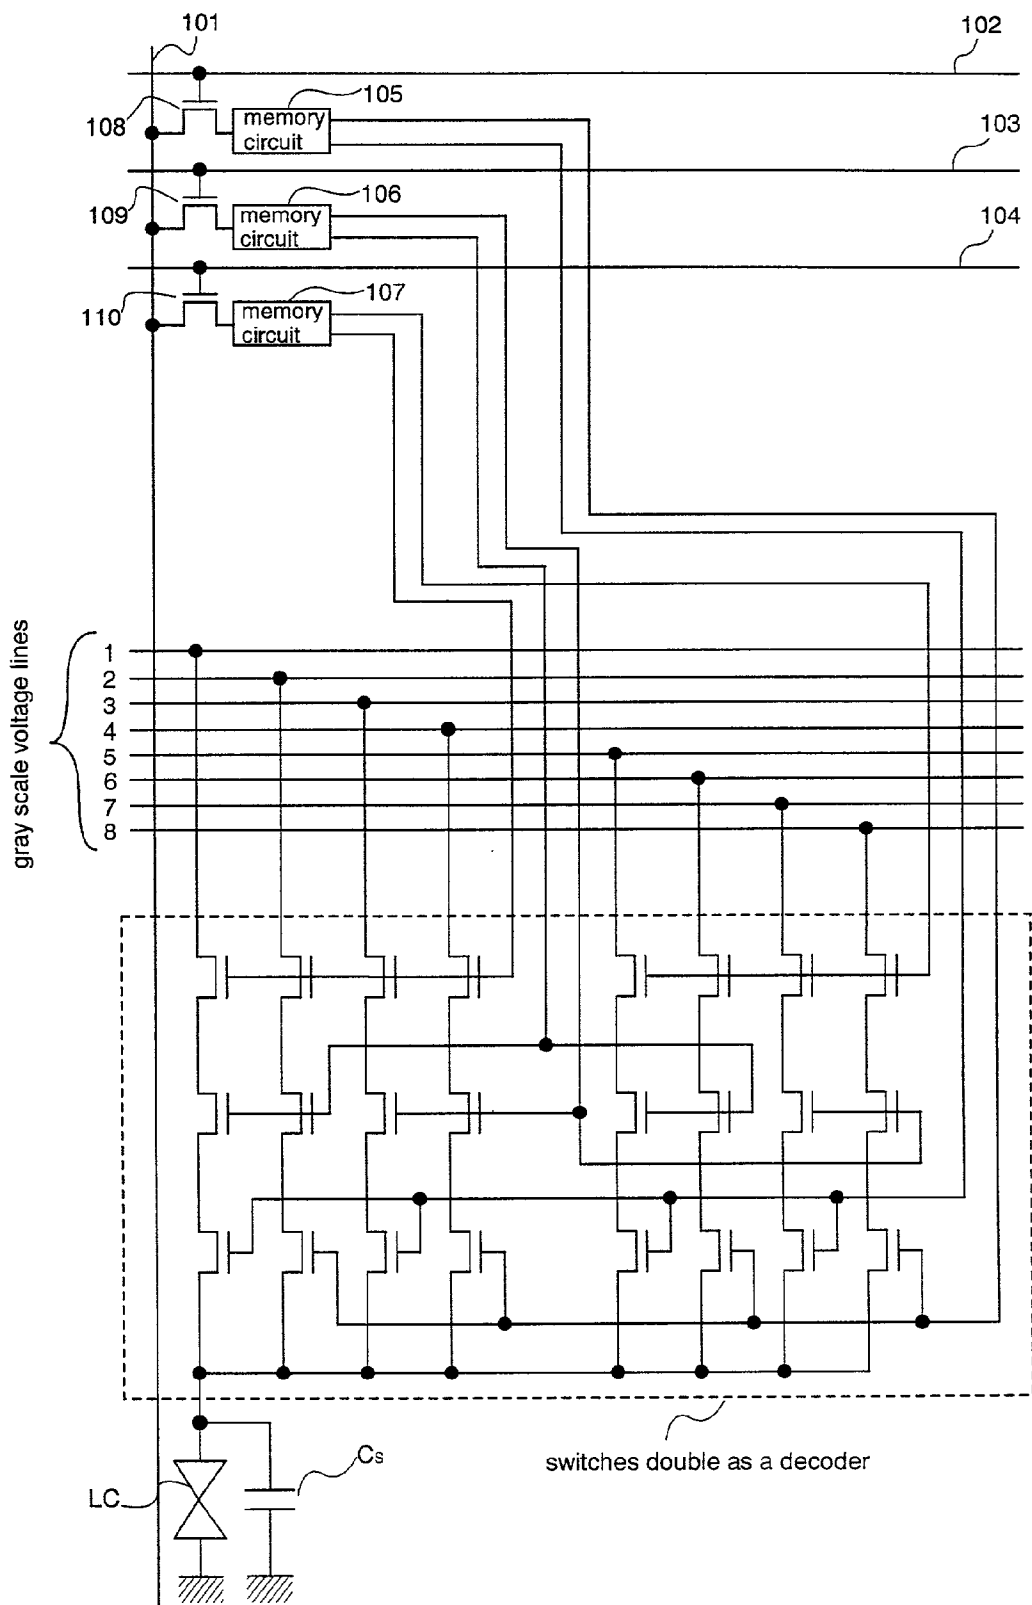 101
102
105
108
memory
circuit
103
106
109
memory
circuit
104
107
110
memory
circuit
gray scale voltage lines
1
2
3
4
5
6
7
8
switches double as a decoder
LC
Cs